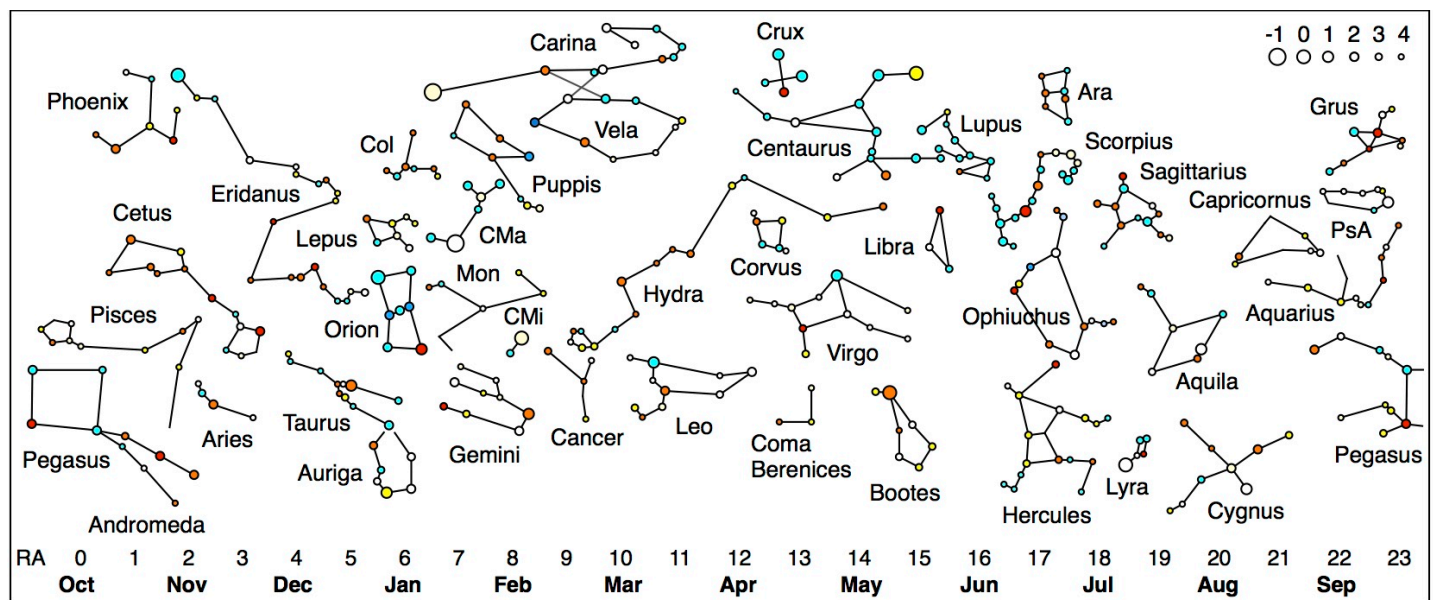 Carina
Crux
-1 0 1 2 3 4
Phoenix
Ara
Grus
Vela
Lupus
Col
Centaurus
Scorpius
Sagittarius
Eridanus
Puppis
Capricornus
Cetus
Lepus
CMa
Libra
PsA
Corvus
Mon
Hydra
Pisces
Orion
CMi
Ophiuchus
Aquarius
Virgo
Aquila
Aries
Taurus
Leo
Cancer
Coma
Berenices
Gemini
Pegasus
Auriga
Pegasus
Bootes
Lyra
Andromeda
Hercules
Cygnus
RA 0 1 2 3 4 5 6 7 8 9 10 11 12 13 14 15 16 17 18 19 20 21 22 23
Oct Nov Dec Jan Feb Mar Apr May Jun Jul Aug Sep